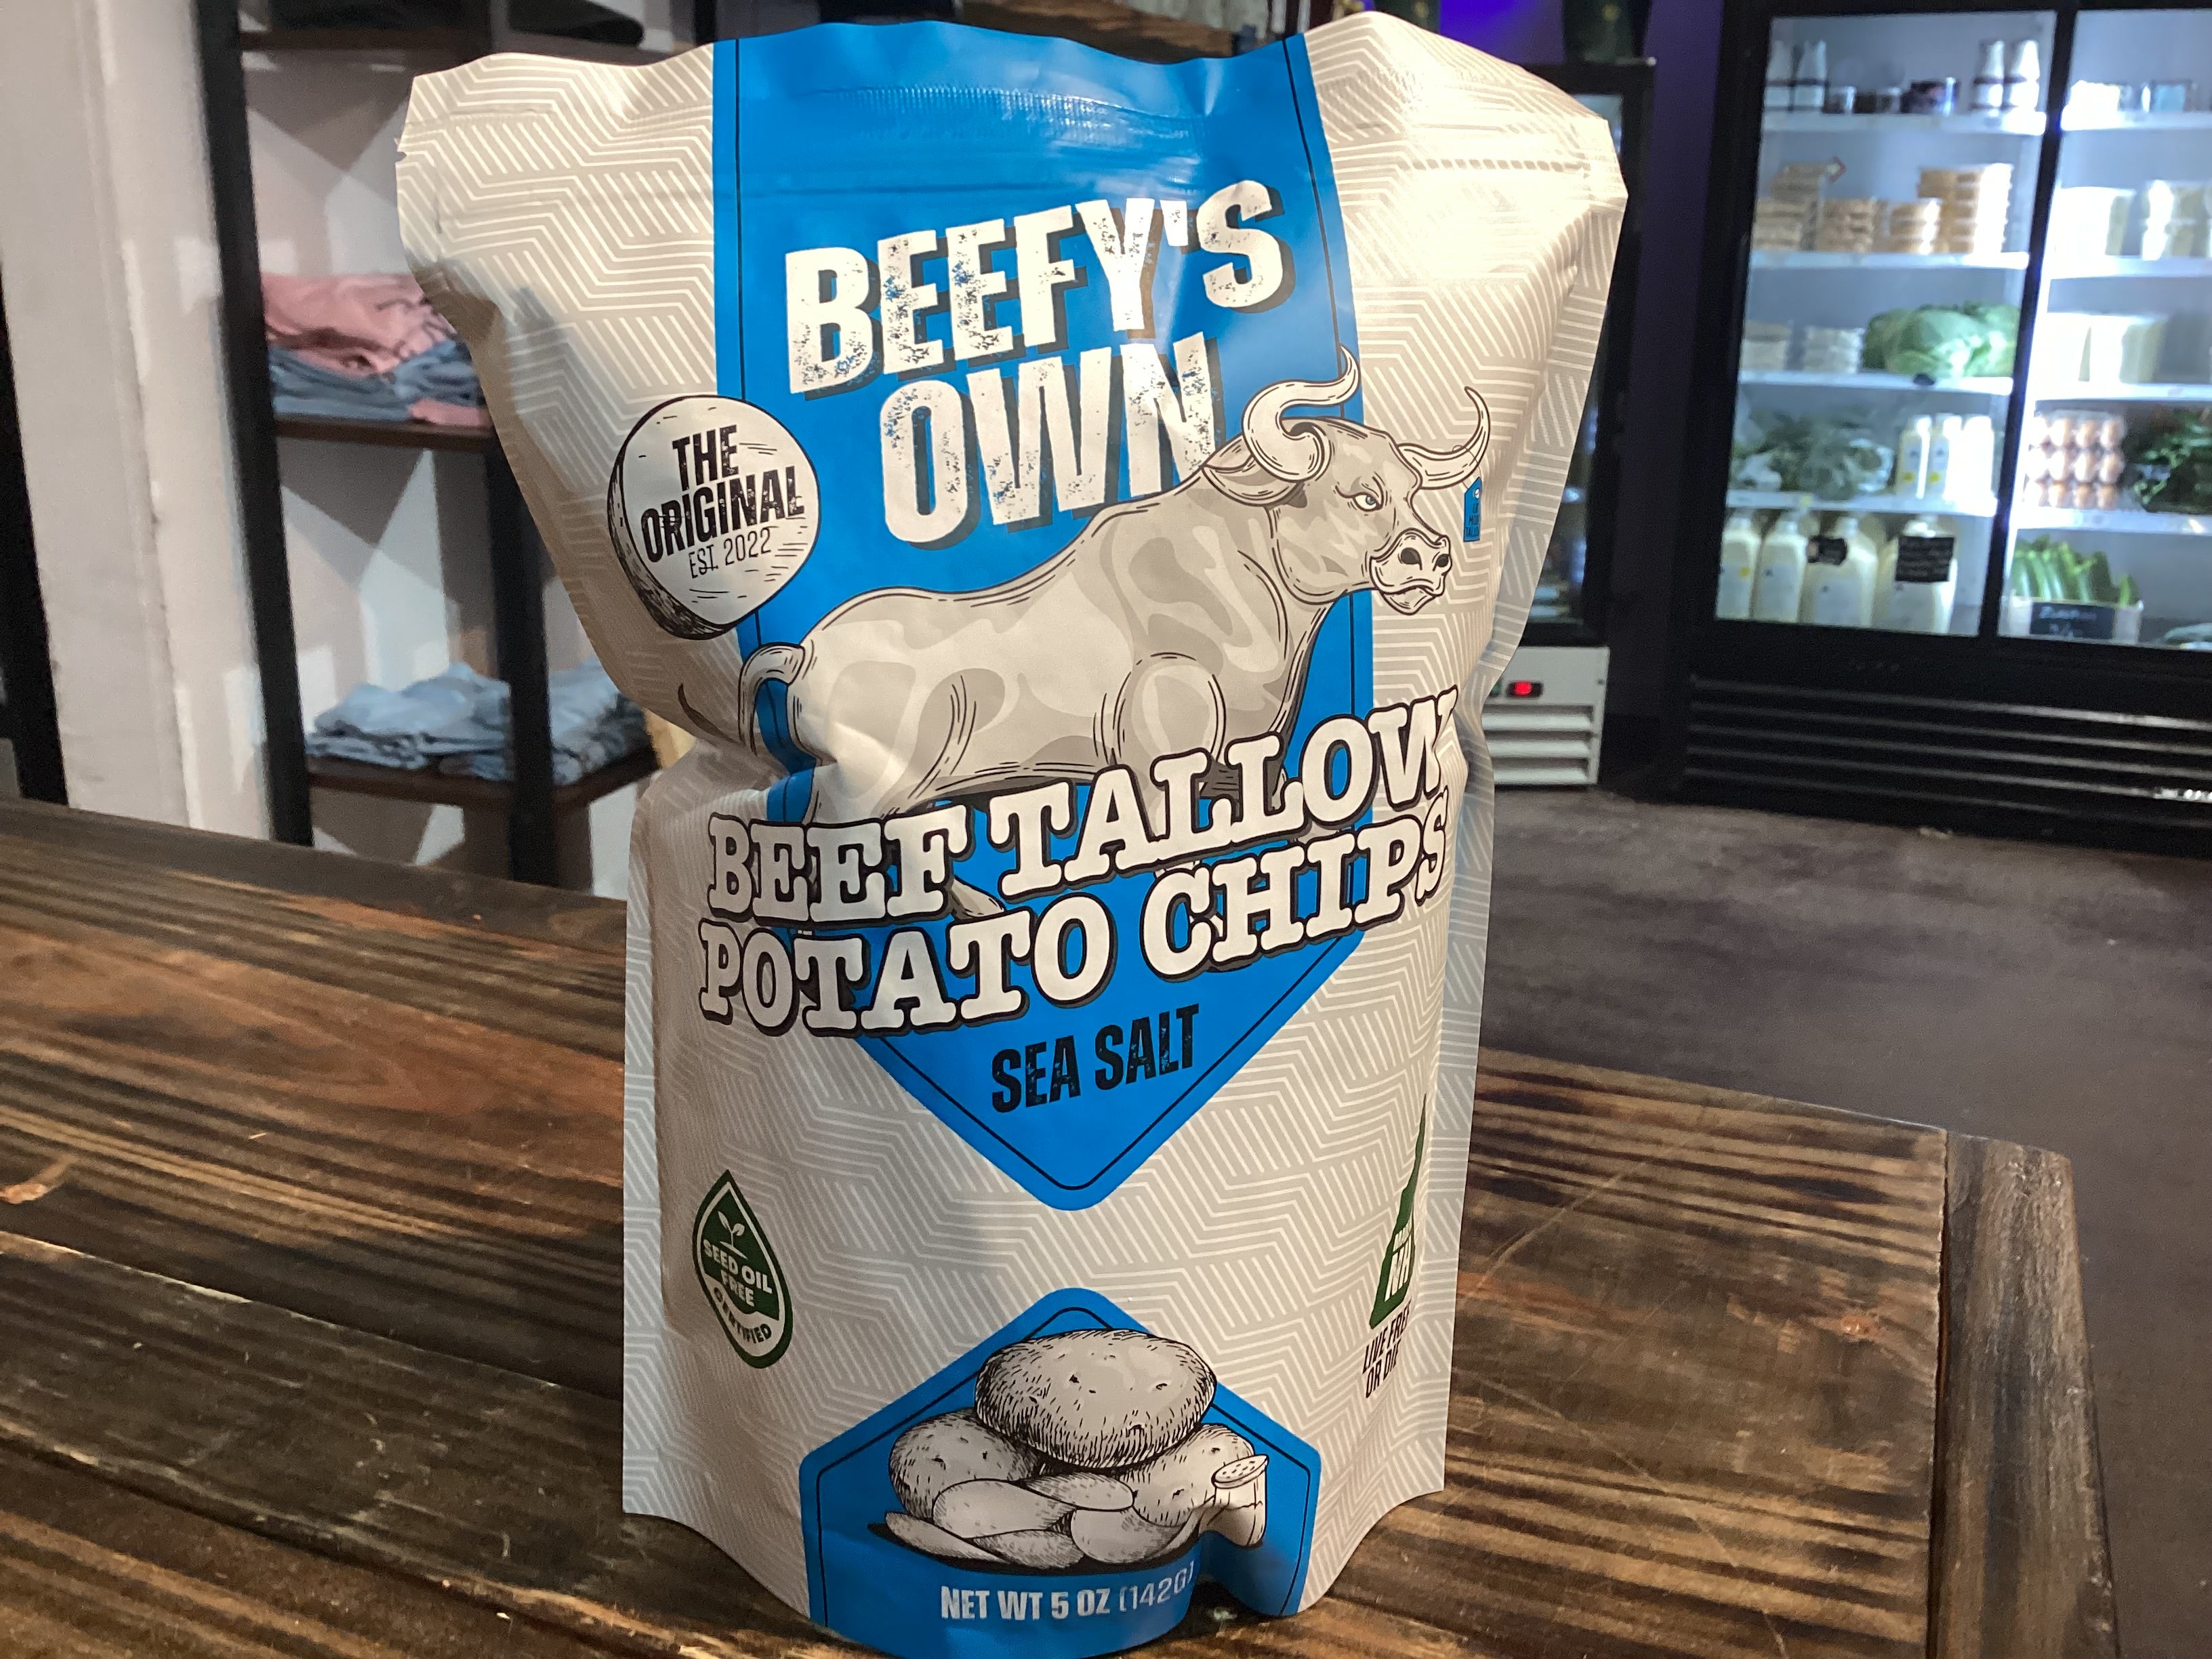 BEEFY'S
OWN
THE
ORIGINAL
EST. 2022
BEEF TALLOW
POTATO CHIPS
SEA SALT
SEED OIL
FREE
CERTIFIED
NH
LIVE FREE
OR DIE
NET WT 5 OZ (142G)